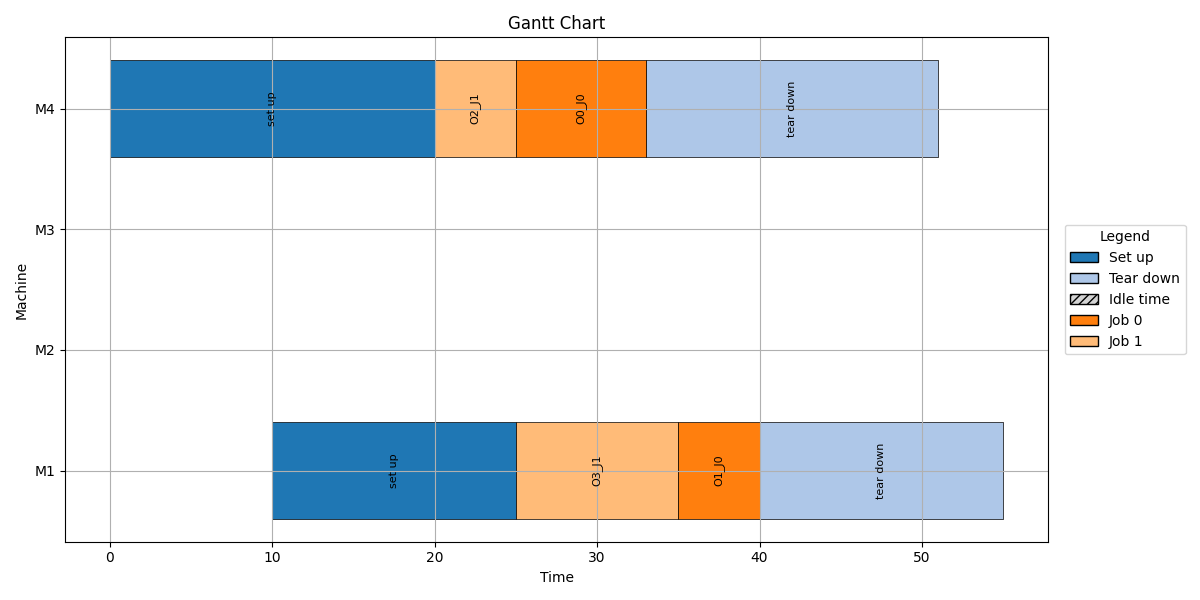 Gantt Chart
Machine
M4
M3
M2
M1
set up
O2_J1
O0_J0
tear down
set up
O3_J1
O1_J0
tear down
0
10
20
30
40
50
Time
Legend
Set up
Tear down
Idle time
Job 0
Job 1